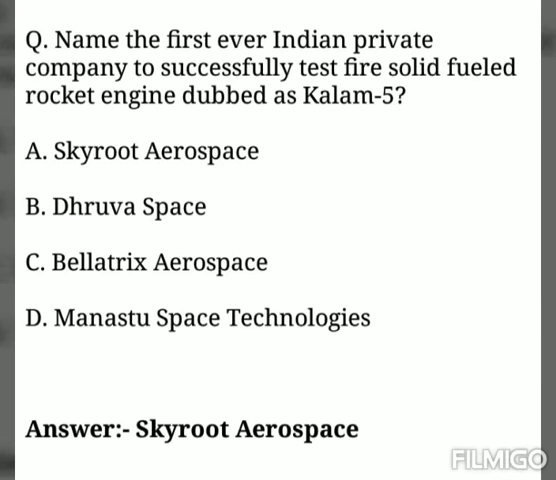 Q. Name the first ever Indian private
company to successfully test fire solid fueled
rocket engine dubbed as Kalam-5?
A. Skyroot Aerospace
B. Dhruva Space
C. Bellatrix Aerospace
D. Manastu Space Technologies
Answer:- Skyroot Aerospace
FILMIGO